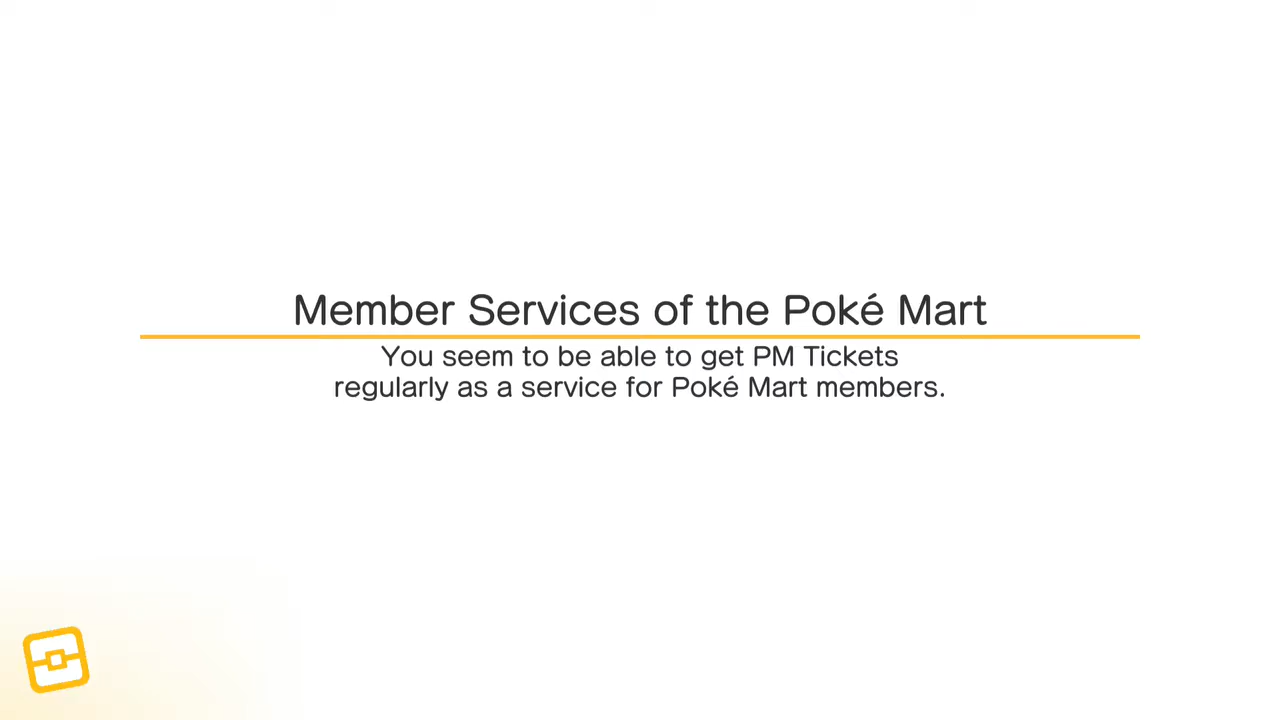 Member Services of the Poké Mart
You seem to be able to get PM Tickets
regularly as a service for Poké Mart members.